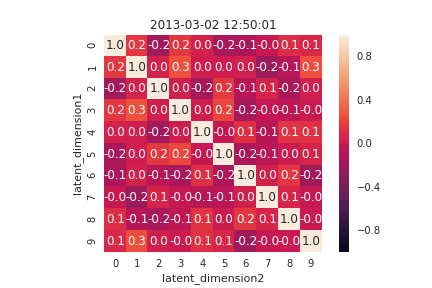 2013-03-02 12:50:01
0 1.0 0.2 -0.2 0.2 0.0 -0.2 -0.1 -0.0 0.1 0.1
1 0.2 1.0 0.0 0.3 0.0 0.0 0.0 -0.2 -0.1 0.3
2 -0.2 0.0 1.0 0.0 -0.2 0.2 -0.1 0.1 -0.2 0.0
3 0.2 0.3 0.0 1.0 0.0 0.2 -0.2 -0.0 -0.1 -0.0
4 0.0 0.0 -0.2 0.0 1.0 -0.0 0.1 -0.1 0.1 0.1
5 -0.2 0.0 0.2 0.2 -0.0 1.0 -0.2 -0.1 0.0 0.1
6 -0.1 0.0 -0.1 -0.2 0.1 -0.2 1.0 0.0 0.2 -0.2
7 -0.0 -0.2 0.1 -0.0 -0.1 -0.1 0.0 1.0 0.1 -0.0
8 0.1 -0.1 -0.2 -0.1 0.1 0.0 0.2 0.1 1.0 -0.0
9 0.1 0.3 0.0 -0.0 0.1 0.1 -0.2 -0.0 -0.0 1.0
0 1 2 3 4 5 6 7 8 9
latent_dimension2
latent_dimension1
0.8
0.4
0.0
−0.4
−0.8